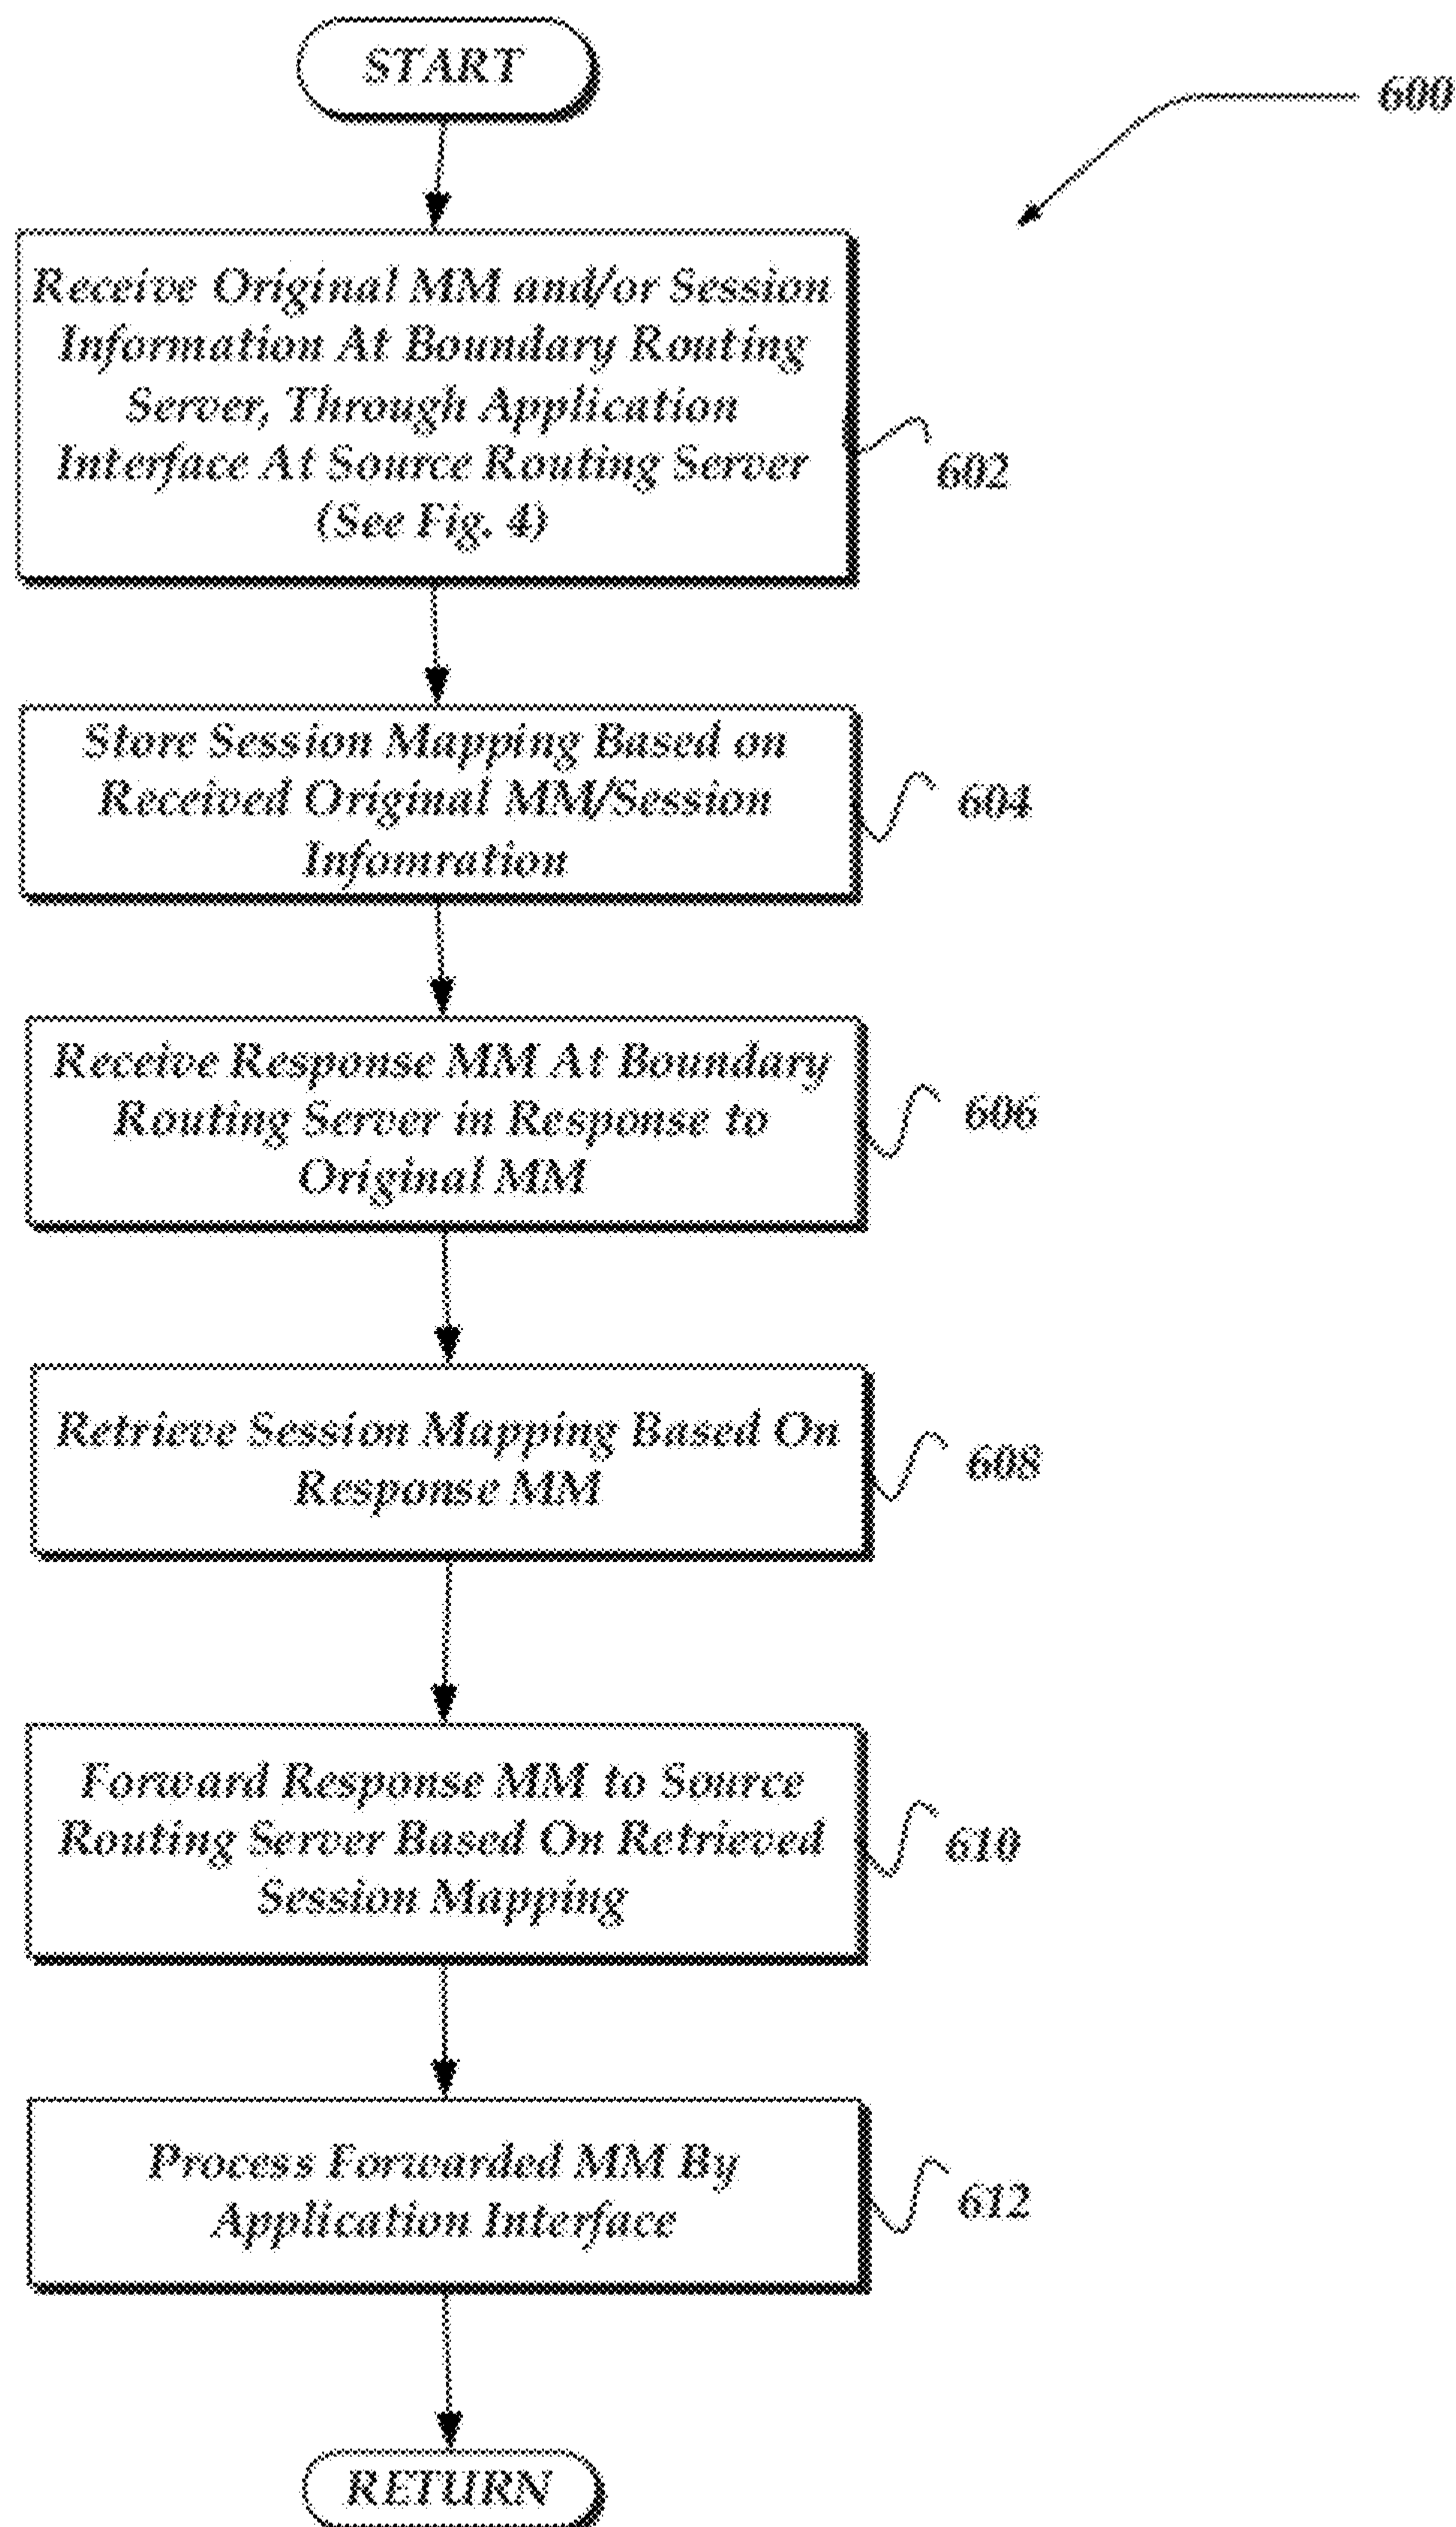 START
600
Receive Original MM and/or Session
Information At Boundary Routing
Server, Through Application
Interface At Source Routing Server
(See Fig. 4)
602
Store Session Mapping Based on
Received Original MM/Session
Infomration
604
Receive Response MM At Boundary
Routing Server in Response to
Original MM
606
Retrieve Session Mapping Based On
Response MM
608
Forward Response MM to Source
Routing Server Based On Retrieved
Session Mapping
610
Process Forwarded MM By
Application Interface
612
RETURN